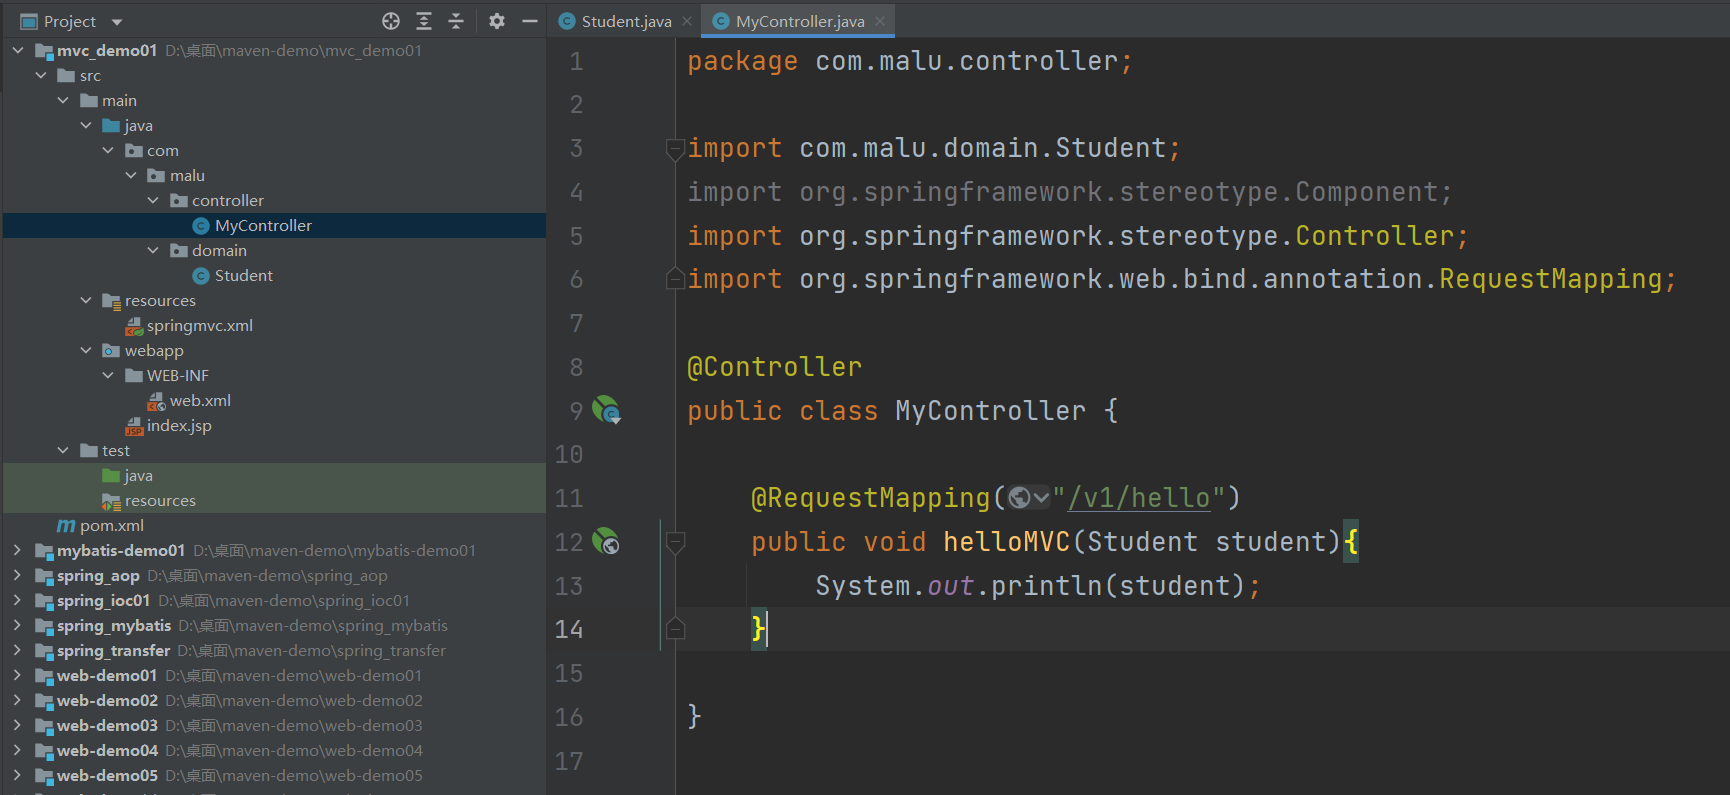 Project
mvc_demo01 D:\桌面\maven-demo\mvc_demo01
src
main
java
com
malu
controller
MyController
domain
Student
resources
springmvc.xml
webapp
WEB-INF
web.xml
index.jsp
test
java
resources
pom.xml
mybatis-demo01 D:\桌面\maven-demo\mybatis-demo01
spring_aop D:\桌面\maven-demo\spring_aop
spring_ioc01 D:\桌面\maven-demo\spring_ioc01
spring_mybatis D:\桌面\maven-demo\spring_mybatis
spring_transfer D:\桌面\maven-demo\spring_transfer
web-demo01 D:\桌面\maven-demo\web-demo01
web-demo02 D:\桌面\maven-demo\web-demo02
web-demo03 D:\桌面\maven-demo\web-demo03
web-demo04 D:\桌面\maven-demo\web-demo04
web-demo05 D:\桌面\maven-demo\web-demo05
Student.java MyController.java
1 package com.malu.controller;
2
3 import com.malu.domain.Student;
4 import org.springframework.stereotype.Component;
5 import org.springframework.stereotype.Controller;
6 import org.springframework.web.bind.annotation.RequestMapping;
7
8 @Controller
9 public class MyController {
10
11 @RequestMapping("/v1/hello")
12 public void helloMVC(Student student){
13 System.out.println(student);
14 }
15
16 }
17